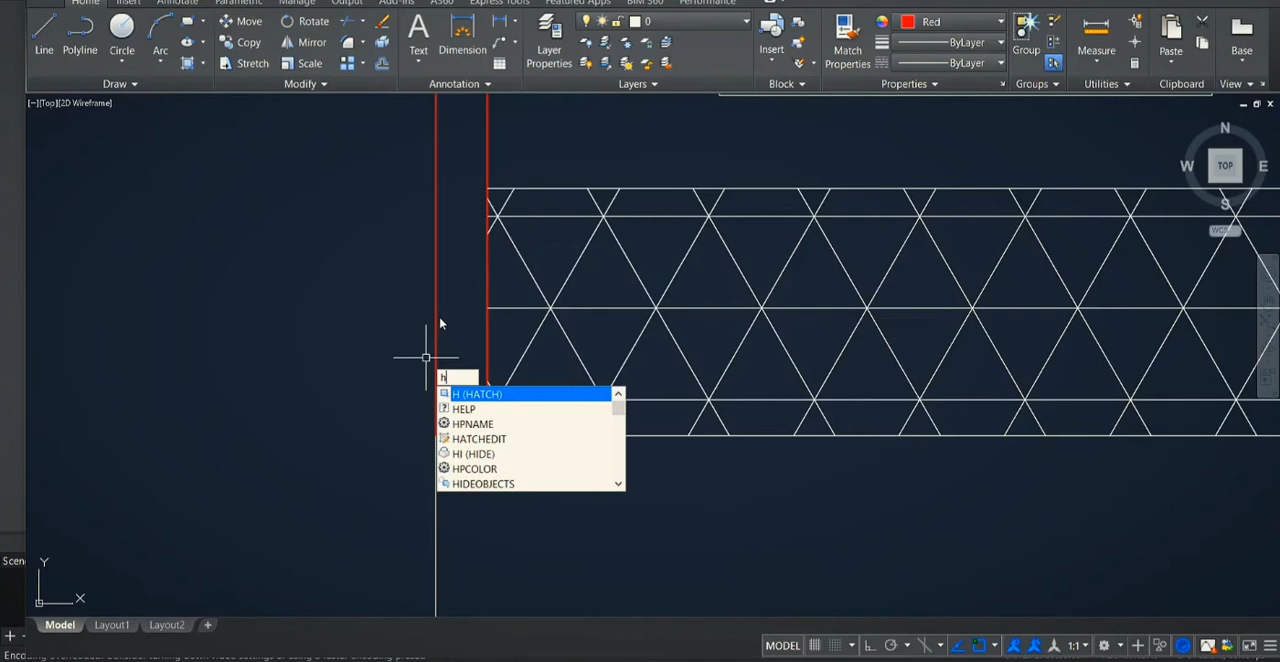 Home Insert Annotate Parametric Manage Output Add-ins A360 Express Tools Featured Apps BIM 360 Performance
Line Polyline Circle Arc
Move Rotate
Copy Mirror
Stretch Scale
Text Dimension
Layer Properties
0
Insert
Match Properties
Red
ByLayer
ByLayer
Group
Measure
Paste
Base
Draw Modify Annotation Layers Block Properties Groups Utilities Clipboard View
[−][Top][2D Wireframe]
N
W TOP E
S
WCS
h
H (HATCH)
HELP
HPNAME
HATCHEDIT
HI (HIDE)
HPCOLOR
HIDEOBJECTS
Scene
Y
X
Model Layout1 Layout2 +
MODEL 1:1